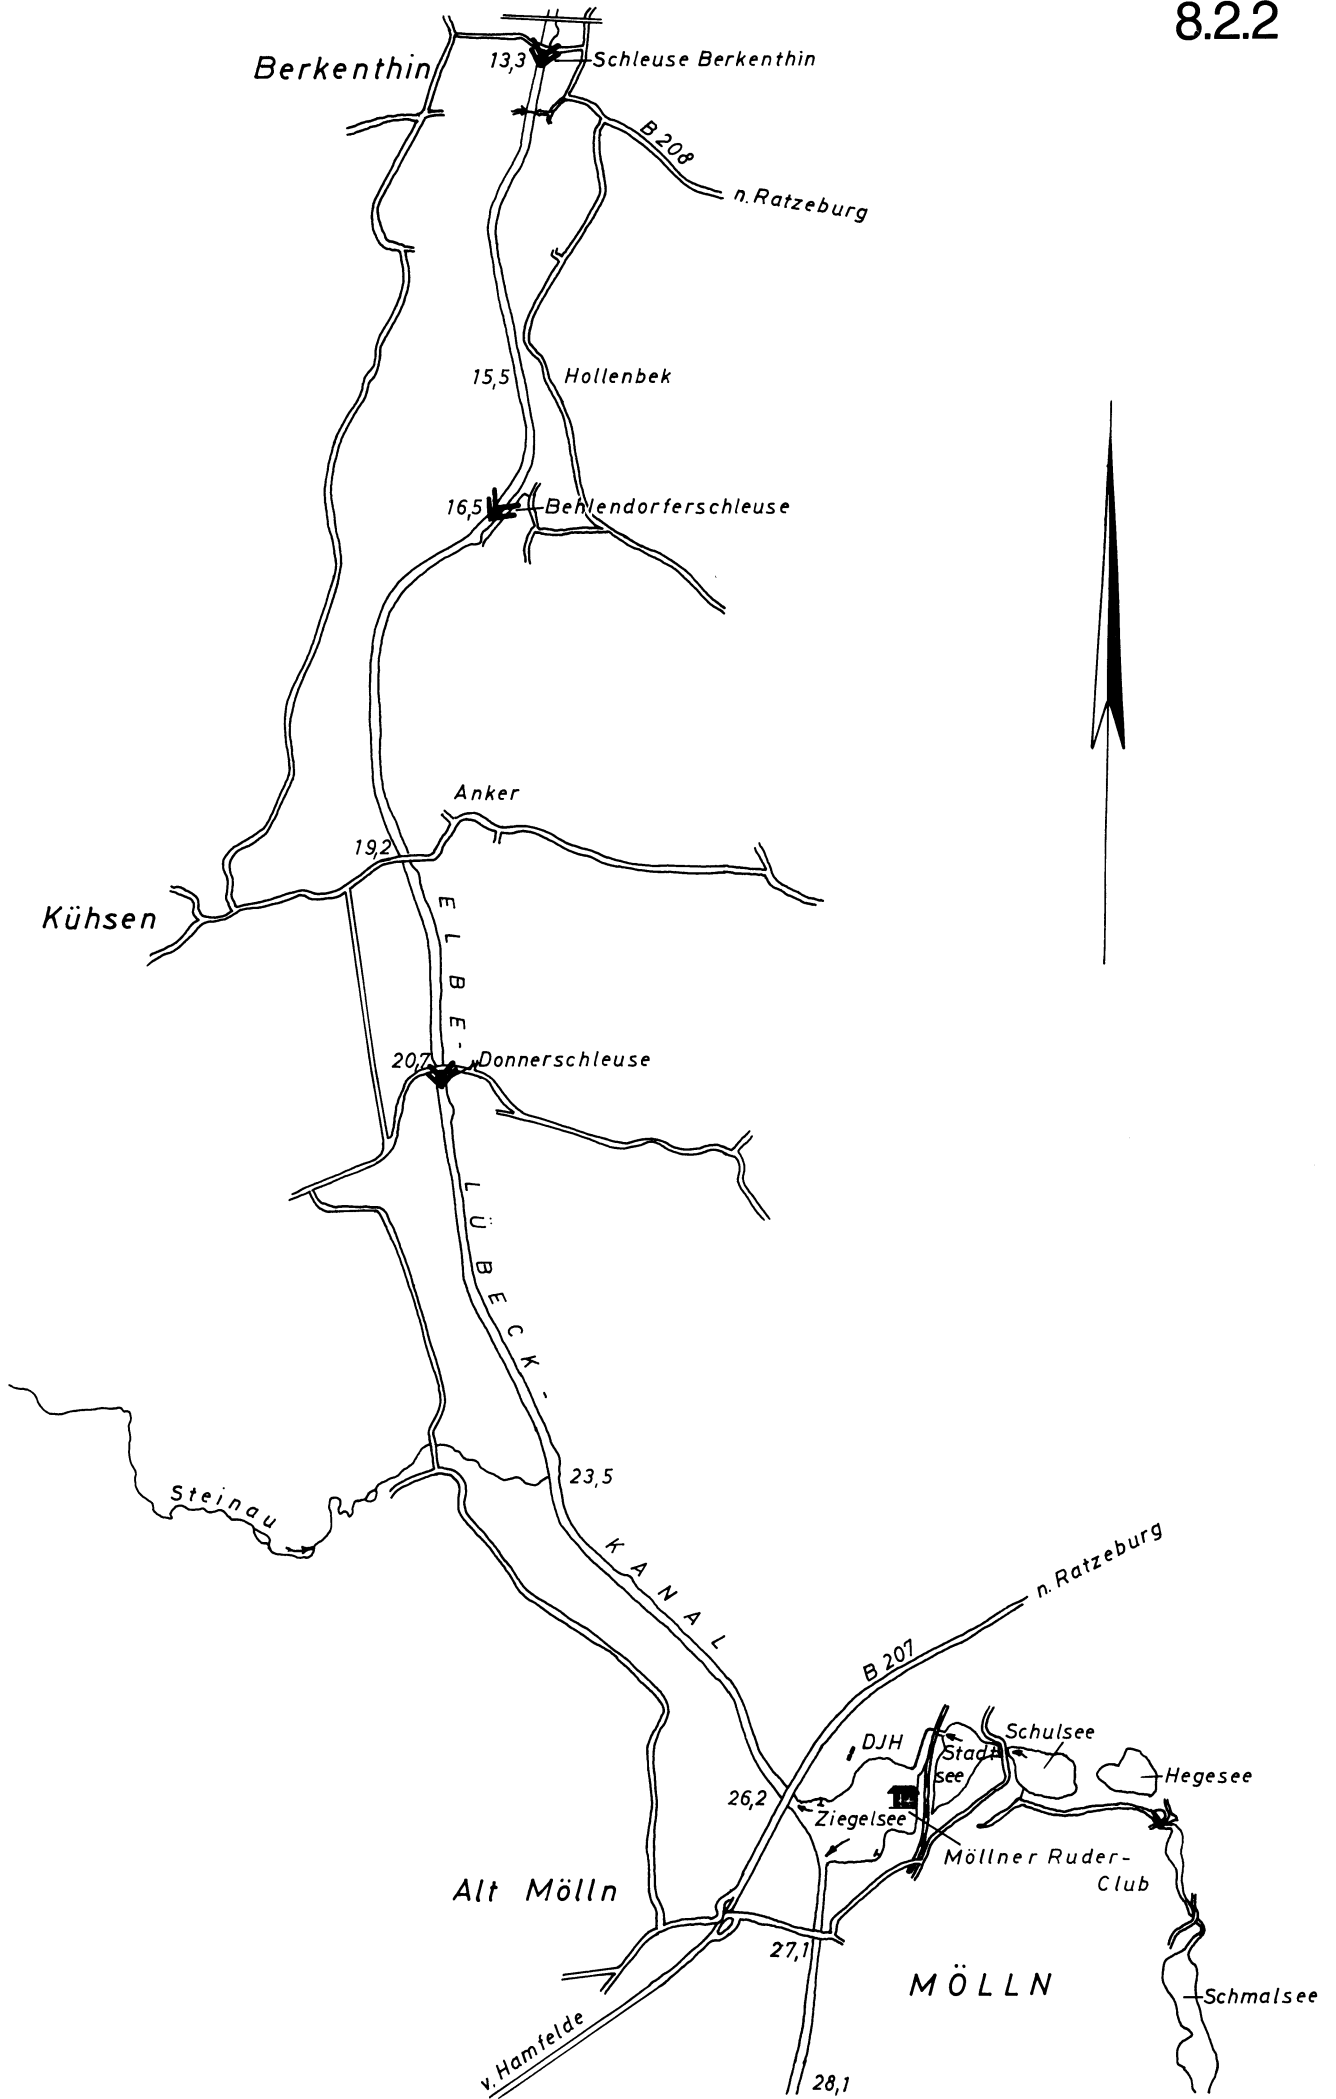 8.2.2
Berkenthin
13,3
Schleuse Berkenthin
B 208
n. Ratzeburg
15,5
Hollenbek
16,5
Behlendorferschleuse
Anker
19,2
Kühsen
ELBE-
20,7
Donnerschleuse
LÜBECK-
Steinau
23,5
KANAL
n. Ratzeburg
B 207
DJH
Stadt
see
Schulsee
Hegesee
26,2
Ziegelsee
Möllner Ruder-
Club
Alt Mölln
27,1
MÖLLN
Schmalsee
v. Hamfelde
28,1